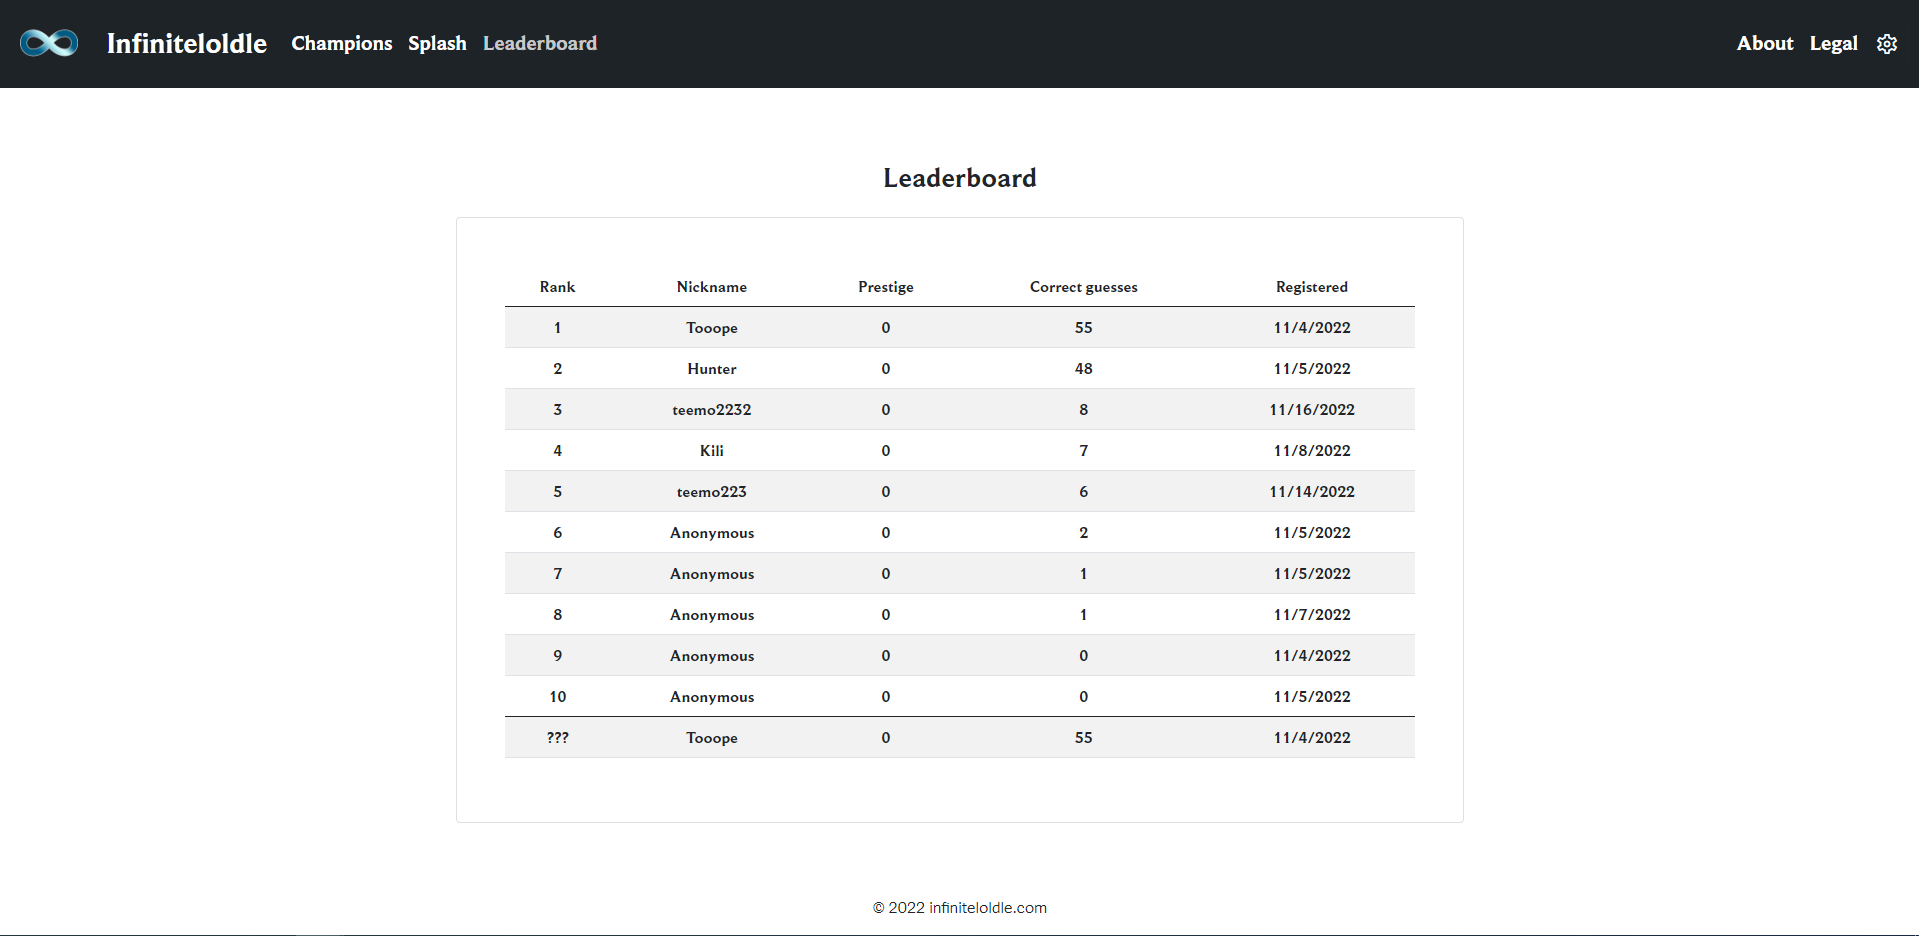 Infiniteloldle Champions Splash Leaderboard About Legal
Leaderboard
Rank Nickname Prestige Correct guesses Registered
1 Tooope 0 55 11/4/2022
2 Hunter 0 48 11/5/2022
3 teemo2232 0 8 11/16/2022
4 Kili 0 7 11/8/2022
5 teemo223 0 6 11/14/2022
6 Anonymous 0 2 11/5/2022
7 Anonymous 0 1 11/5/2022
8 Anonymous 0 1 11/7/2022
9 Anonymous 0 0 11/4/2022
10 Anonymous 0 0 11/5/2022
??? Tooope 0 55 11/4/2022
© 2022 infiniteloldle.com